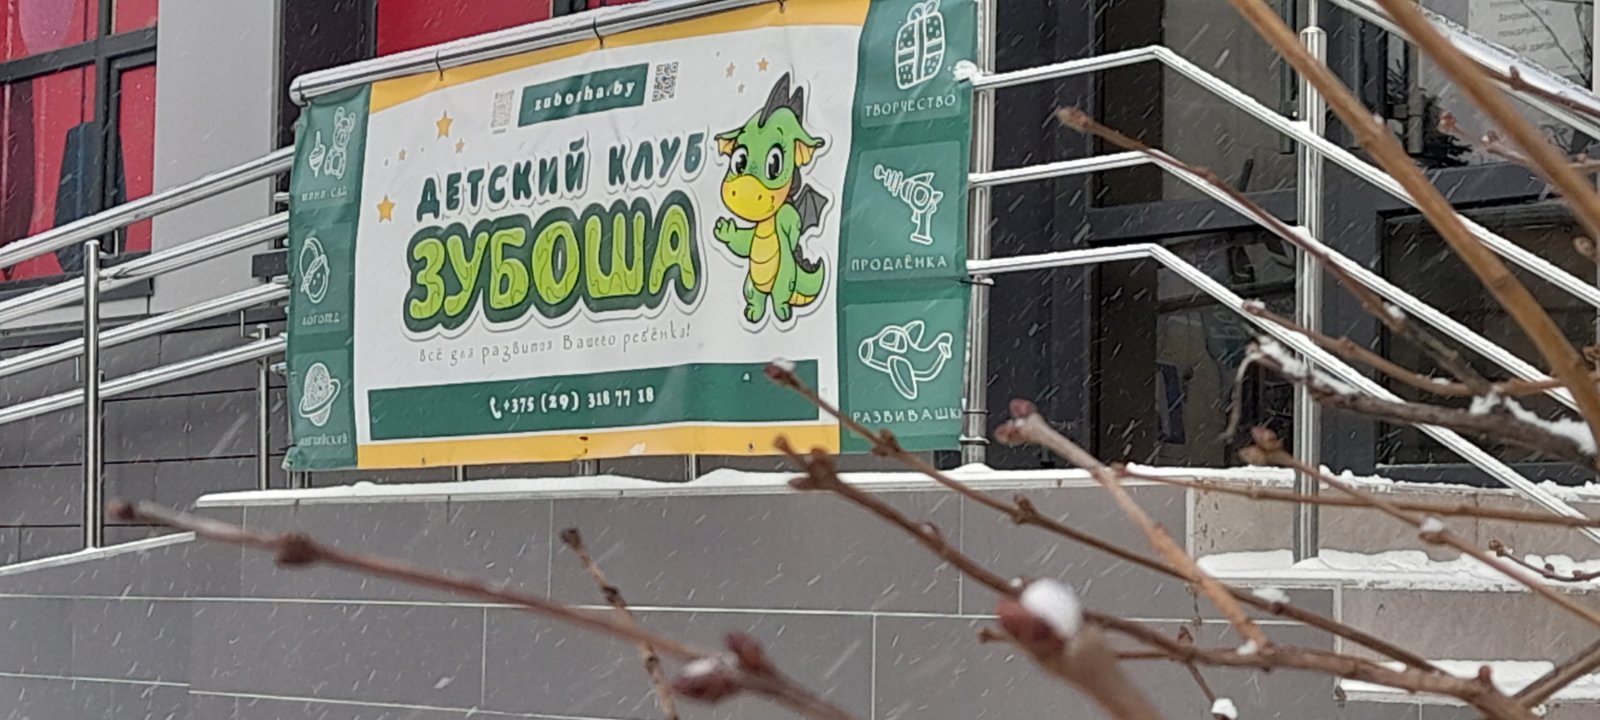 zubosha.by
ДЕТСКИЙ КЛУБ
ЗУБОША
Всё для развития Вашего ребёнка!
+375 (29) 318 77 18
МИНИ-САД
ЛОГОПЕД
АНГЛИЙСКИЙ
ТВОРЧЕСТВО
ПРОДЛЁНКА
РАЗВИВАШКИ